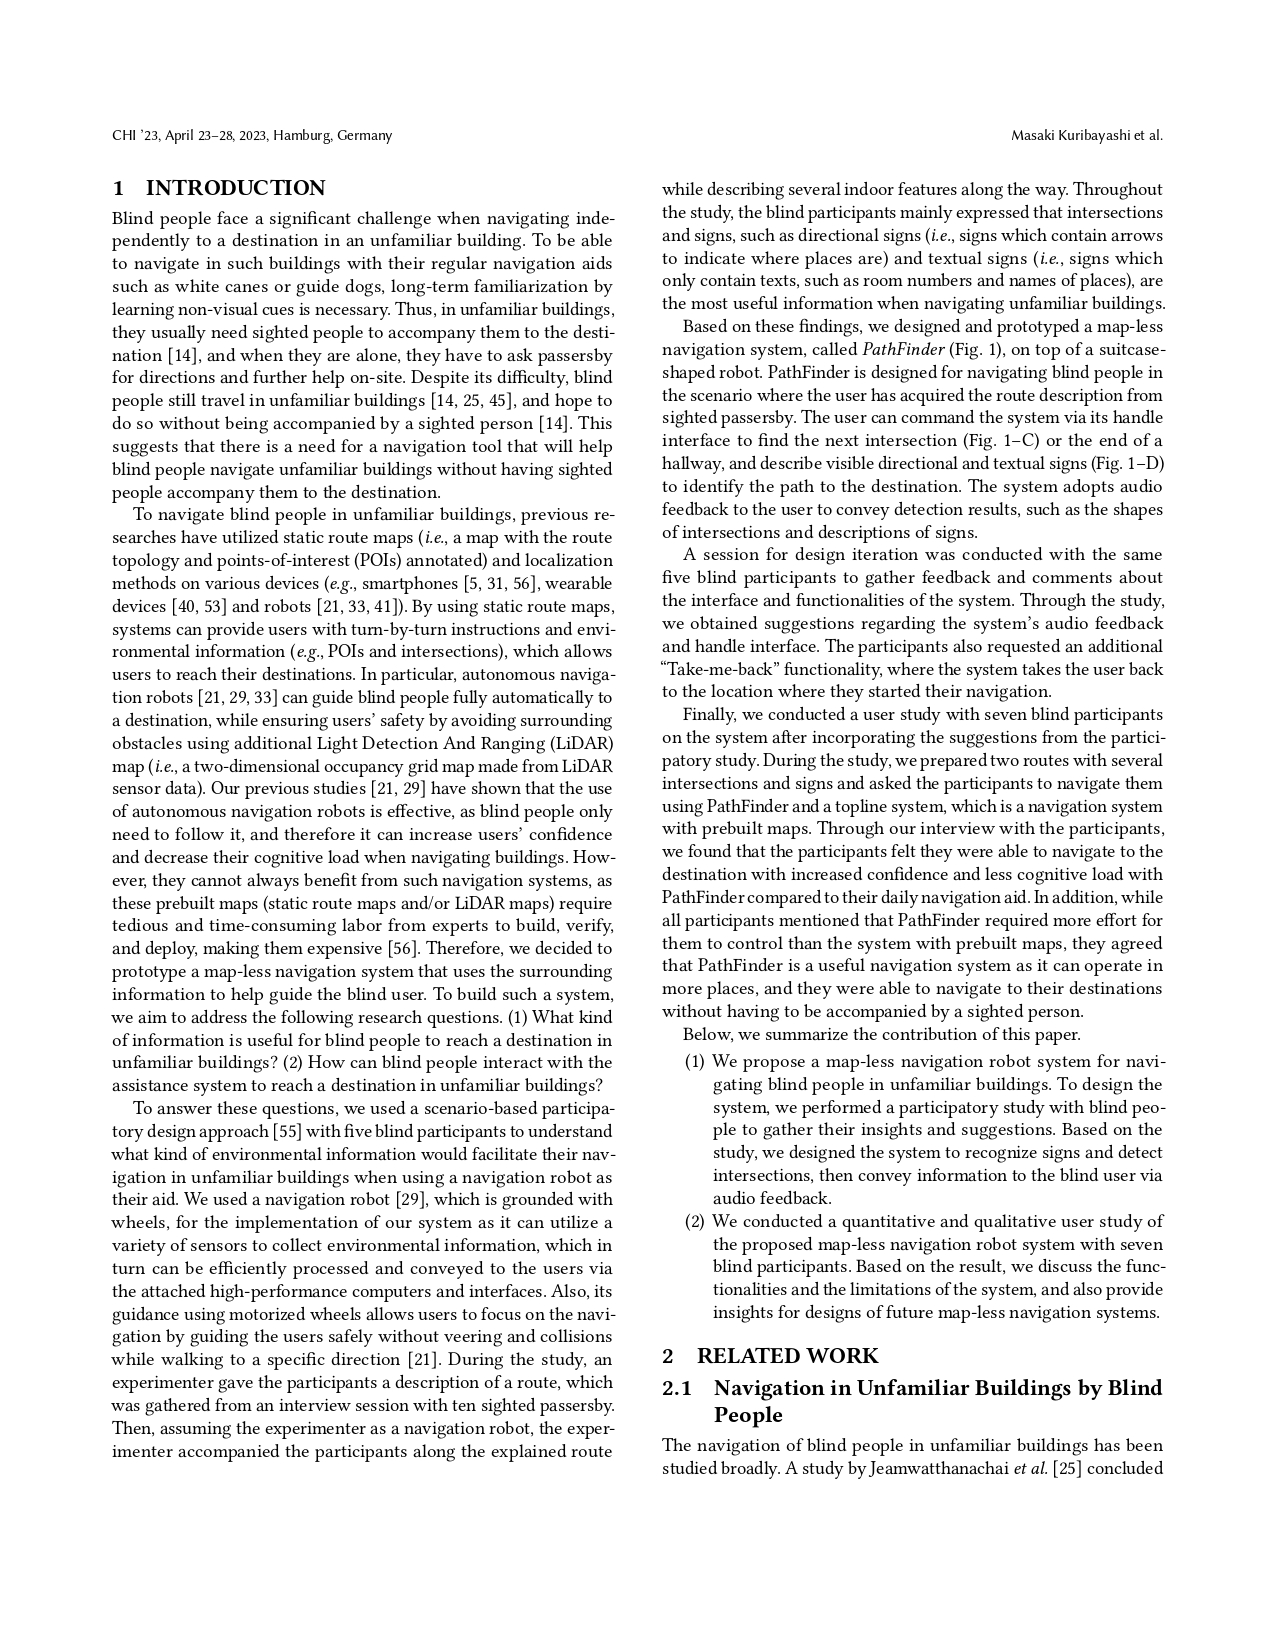 CHI ’23, April 23–28, 2023, Hamburg, Germany
Masaki Kuribayashi et al.
1 INTRODUCTION
Blind people face a significant challenge when navigating inde-
pendently to a destination in an unfamiliar building. To be able
to navigate in such buildings with their regular navigation aids
such as white canes or guide dogs, long-term familiarization by
learning non-visual cues is necessary. Thus, in unfamiliar buildings,
they usually need sighted people to accompany them to the desti-
nation [14], and when they are alone, they have to ask passersby
for directions and further help on-site. Despite its difficulty, blind
people still travel in unfamiliar buildings [14, 25, 45], and hope to
do so without being accompanied by a sighted person [14]. This
suggests that there is a need for a navigation tool that will help
blind people navigate unfamiliar buildings without having sighted
people accompany them to the destination.
To navigate blind people in unfamiliar buildings, previous re-
searches have utilized static route maps (i.e., a map with the route
topology and points-of-interest (POIs) annotated) and localization
methods on various devices (e.g., smartphones [5, 31, 56], wearable
devices [40, 53] and robots [21, 33, 41]). By using static route maps,
systems can provide users with turn-by-turn instructions and envi-
ronmental information (e.g., POIs and intersections), which allows
users to reach their destinations. In particular, autonomous naviga-
tion robots [21, 29, 33] can guide blind people fully automatically to
a destination, while ensuring users’ safety by avoiding surrounding
obstacles using additional Light Detection And Ranging (LiDAR)
map (i.e., a two-dimensional occupancy grid map made from LiDAR
sensor data). Our previous studies [21, 29] have shown that the use
of autonomous navigation robots is effective, as blind people only
need to follow it, and therefore it can increase users’ confidence
and decrease their cognitive load when navigating buildings. How-
ever, they cannot always benefit from such navigation systems, as
these prebuilt maps (static route maps and/or LiDAR maps) require
tedious and time-consuming labor from experts to build, verify,
and deploy, making them expensive [56]. Therefore, we decided to
prototype a map-less navigation system that uses the surrounding
information to help guide the blind user. To build such a system,
we aim to address the following research questions. (1) What kind
of information is useful for blind people to reach a destination in
unfamiliar buildings? (2) How can blind people interact with the
assistance system to reach a destination in unfamiliar buildings?
To answer these questions, we used a scenario-based participa-
tory design approach [55] with five blind participants to understand
what kind of environmental information would facilitate their nav-
igation in unfamiliar buildings when using a navigation robot as
their aid. We used a navigation robot [29], which is grounded with
wheels, for the implementation of our system as it can utilize a
variety of sensors to collect environmental information, which in
turn can be efficiently processed and conveyed to the users via
the attached high-performance computers and interfaces. Also, its
guidance using motorized wheels allows users to focus on the navi-
gation by guiding the users safely without veering and collisions
while walking to a specific direction [21]. During the study, an
experimenter gave the participants a description of a route, which
was gathered from an interview session with ten sighted passersby.
Then, assuming the experimenter as a navigation robot, the exper-
imenter accompanied the participants along the explained route
while describing several indoor features along the way. Throughout
the study, the blind participants mainly expressed that intersections
and signs, such as directional signs (i.e., signs which contain arrows
to indicate where places are) and textual signs (i.e., signs which
only contain texts, such as room numbers and names of places), are
the most useful information when navigating unfamiliar buildings.
Based on these findings, we designed and prototyped a map-less
navigation system, called PathFinder (Fig. 1), on top of a suitcase-
shaped robot. PathFinder is designed for navigating blind people in
the scenario where the user has acquired the route description from
sighted passersby. The user can command the system via its handle
interface to find the next intersection (Fig. 1–C) or the end of a
hallway, and describe visible directional and textual signs (Fig. 1–D)
to identify the path to the destination. The system adopts audio
feedback to the user to convey detection results, such as the shapes
of intersections and descriptions of signs.
A session for design iteration was conducted with the same
five blind participants to gather feedback and comments about
the interface and functionalities of the system. Through the study,
we obtained suggestions regarding the system’s audio feedback
and handle interface. The participants also requested an additional
“Take-me-back” functionality, where the system takes the user back
to the location where they started their navigation.
Finally, we conducted a user study with seven blind participants
on the system after incorporating the suggestions from the partici-
patory study. During the study, we prepared two routes with several
intersections and signs and asked the participants to navigate them
using PathFinder and a topline system, which is a navigation system
with prebuilt maps. Through our interview with the participants,
we found that the participants felt they were able to navigate to the
destination with increased confidence and less cognitive load with
PathFinder compared to their daily navigation aid. In addition, while
all participants mentioned that PathFinder required more effort for
them to control than the system with prebuilt maps, they agreed
that PathFinder is a useful navigation system as it can operate in
more places, and they were able to navigate to their destinations
without having to be accompanied by a sighted person.
Below, we summarize the contribution of this paper.
(1) We propose a map-less navigation robot system for navi-
gating blind people in unfamiliar buildings. To design the
system, we performed a participatory study with blind peo-
ple to gather their insights and suggestions. Based on the
study, we designed the system to recognize signs and detect
intersections, then convey information to the blind user via
audio feedback.
(2) We conducted a quantitative and qualitative user study of
the proposed map-less navigation robot system with seven
blind participants. Based on the result, we discuss the func-
tionalities and the limitations of the system, and also provide
insights for designs of future map-less navigation systems.
2 RELATED WORK
2.1 Navigation in Unfamiliar Buildings by Blind
People
The navigation of blind people in unfamiliar buildings has been
studied broadly. A study by Jeamwatthanachai et al. [25] concluded